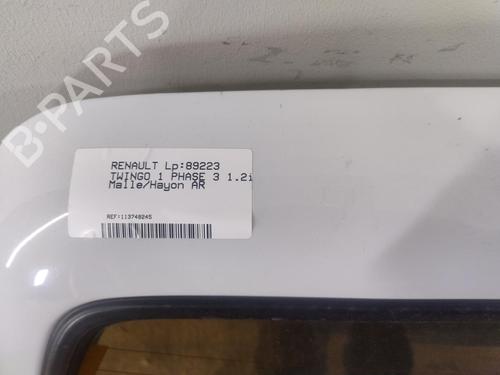 B-PARTS
RENAULT Lp:89223
TWINGO 1 PHASE 3 1.2i
Malle/Hayon AR
REF:113748245